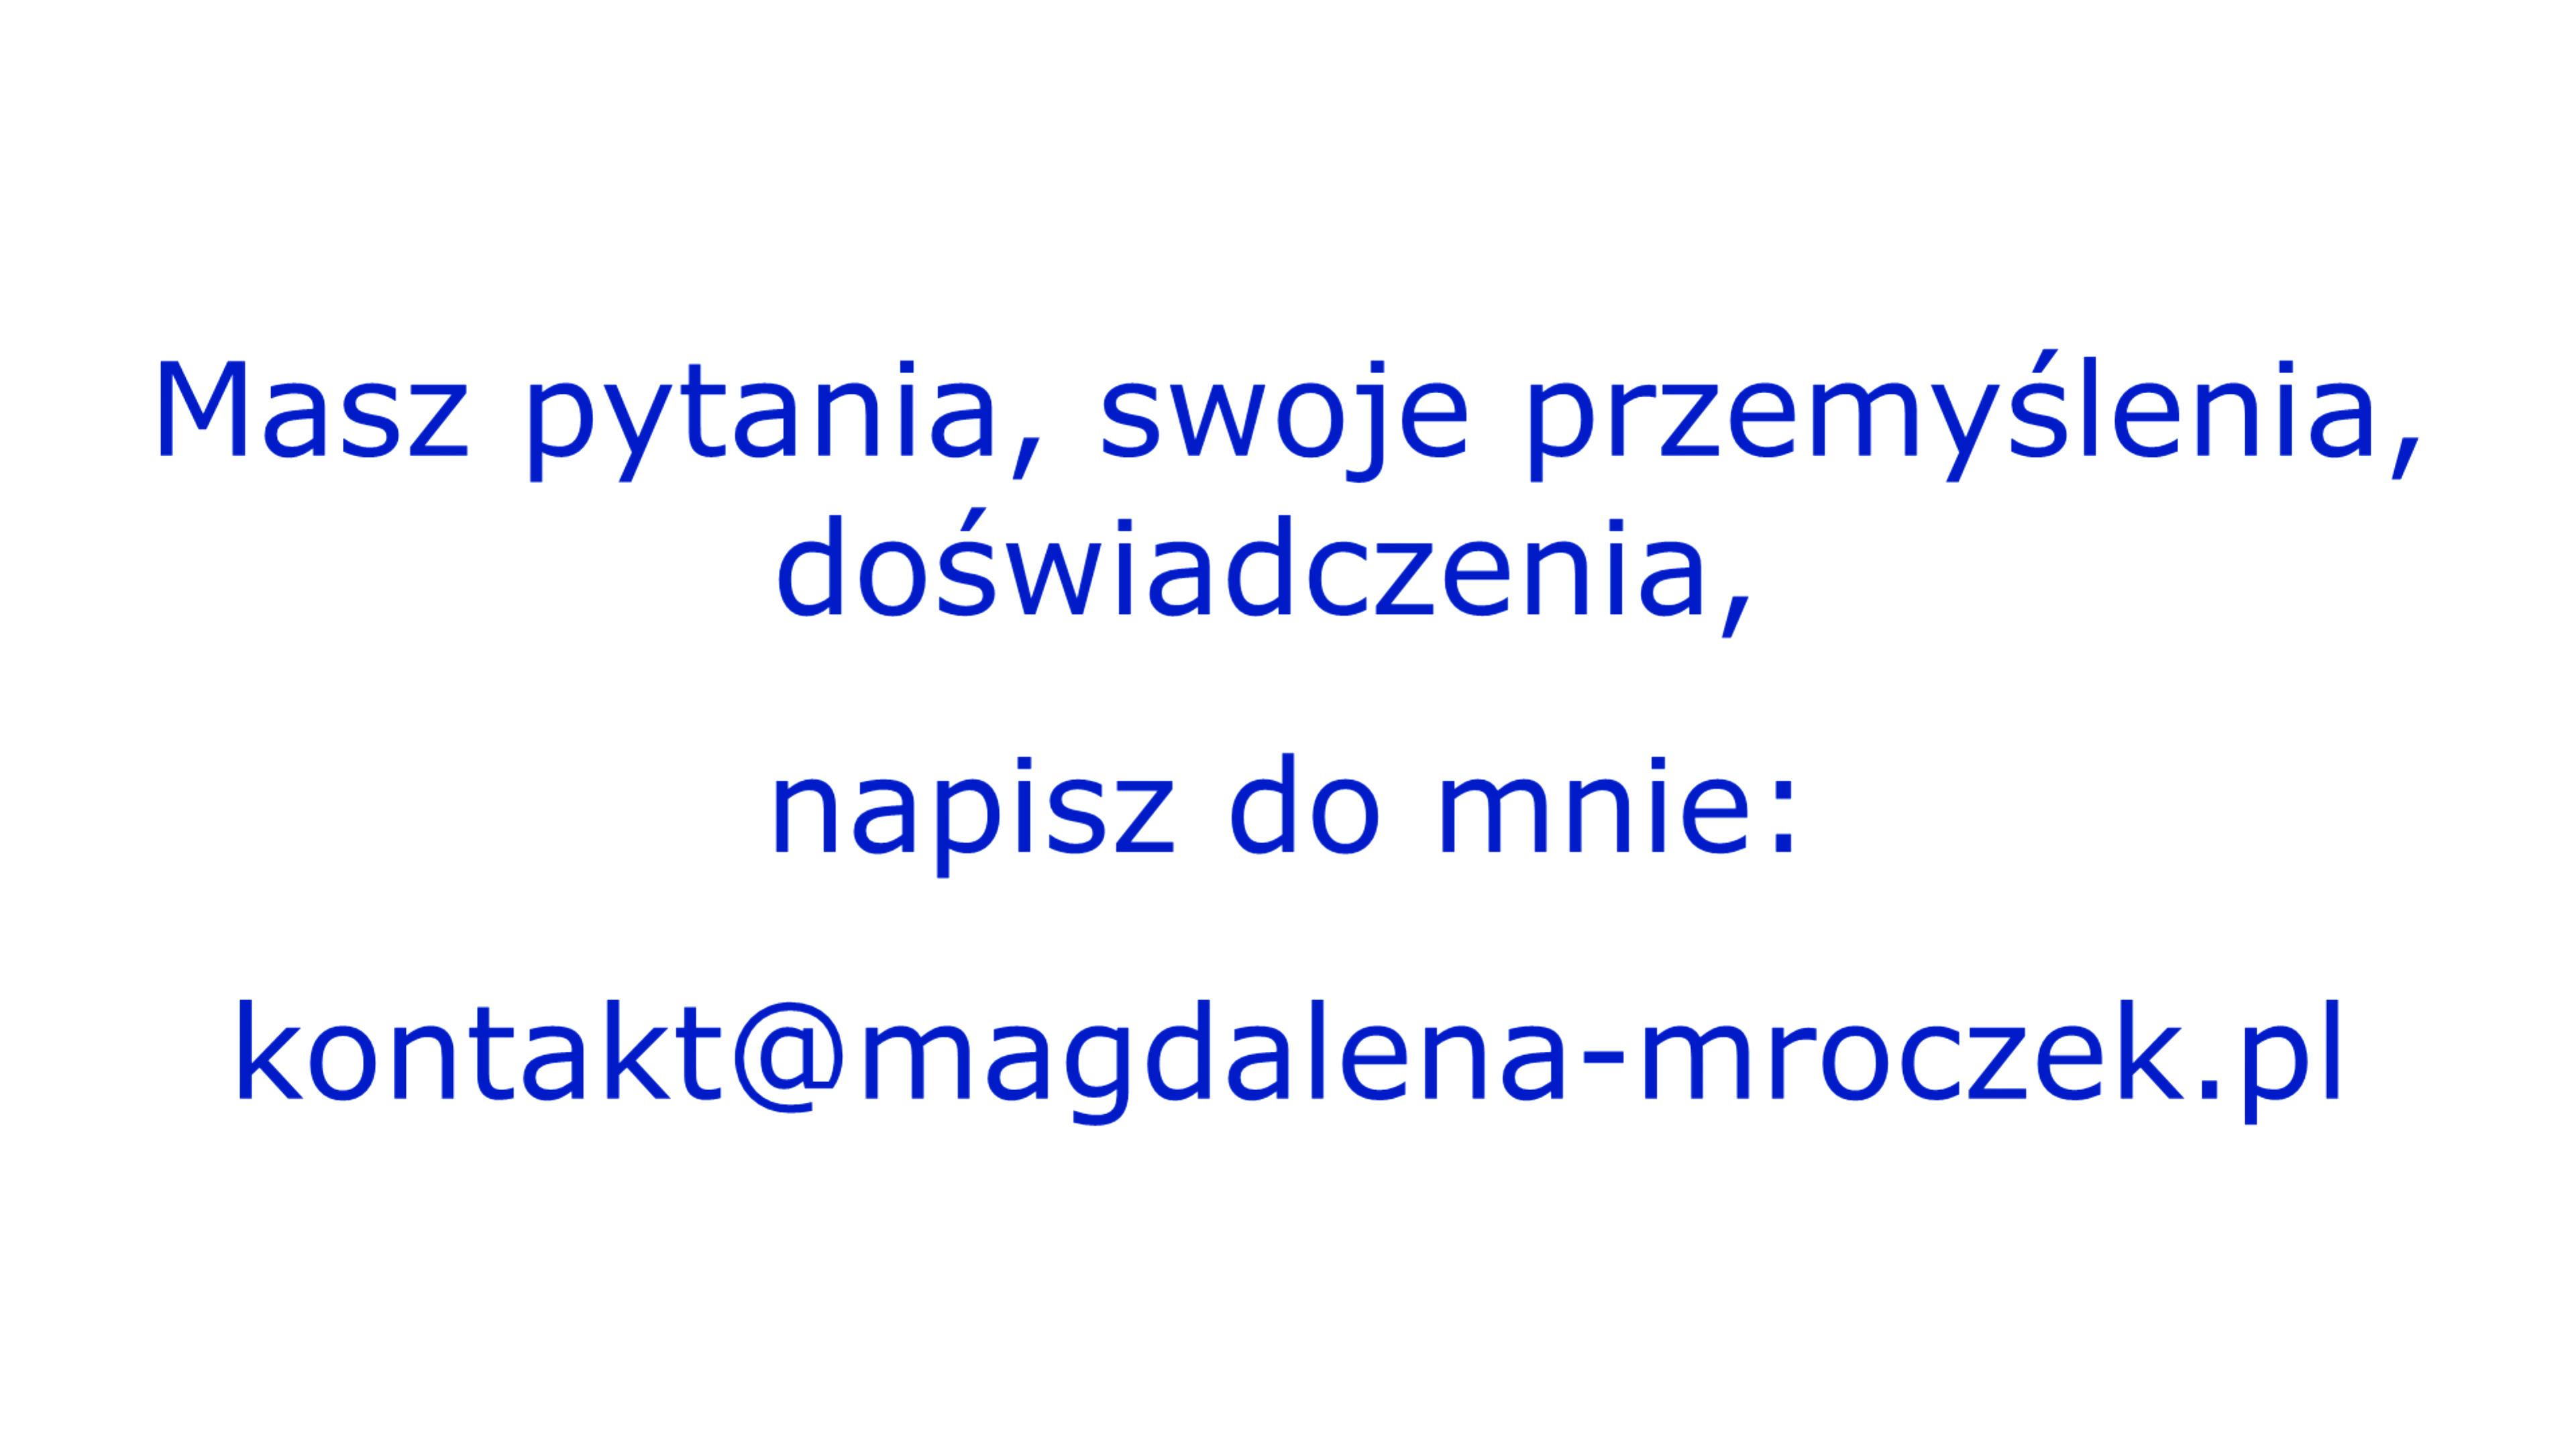 Masz pytania, swoje przemyślenia,
doświadczenia,
napisz do mnie:
kontakt@magdalena-mroczek.pl